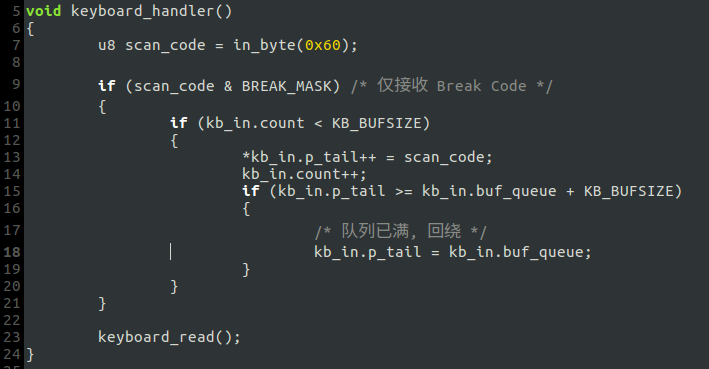 5 void keyboard_handler()
6 {
7 u8 scan_code = in_byte(0x60);
8
9 if (scan_code & BREAK_MASK) /* 仅接收 Break Code */
10 {
11 if (kb_in.count < KB_BUFSIZE)
12 {
13 *kb_in.p_tail++ = scan_code;
14 kb_in.count++;
15 if (kb_in.p_tail >= kb_in.buf_queue + KB_BUFSIZE)
16 {
17 /* 队列已满, 回绕 */
18 kb_in.p_tail = kb_in.buf_queue;
19 }
20 }
21 }
22
23 keyboard_read();
24 }
25